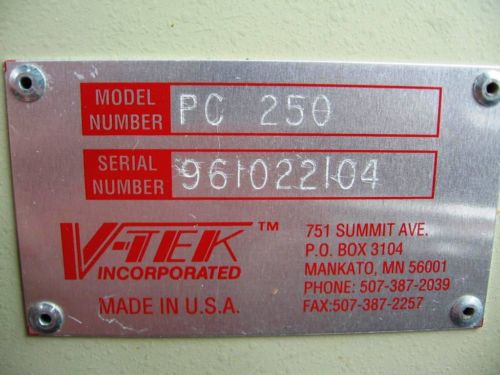 MODEL NUMBER PC 250
SERIAL NUMBER 961022104
V-TEK™
INCORPORATED
MADE IN U.S.A.
751 SUMMIT AVE.
P.O. BOX 3104
MANKATO, MN 56001
PHONE: 507-387-2039
FAX:507-387-2257